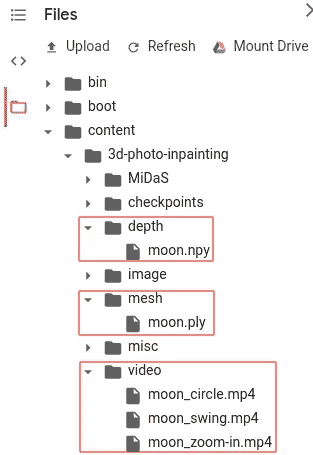 Files
Upload Refresh Mount Drive
bin
boot
content
3d-photo-inpainting
MiDaS
checkpoints
depth
moon.npy
image
mesh
moon.ply
misc
video
moon_circle.mp4
moon_swing.mp4
moon_zoom-in.mp4